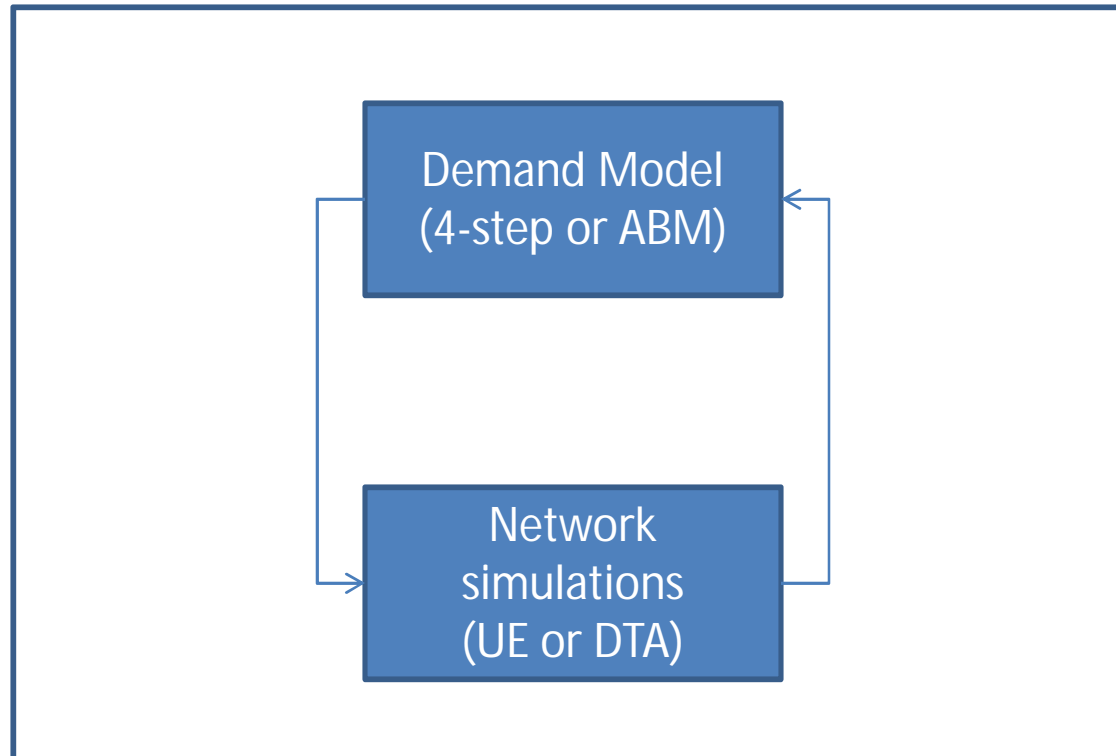 Demand Model
(4-step or ABM)
Network
simulations
(UE or DTA)